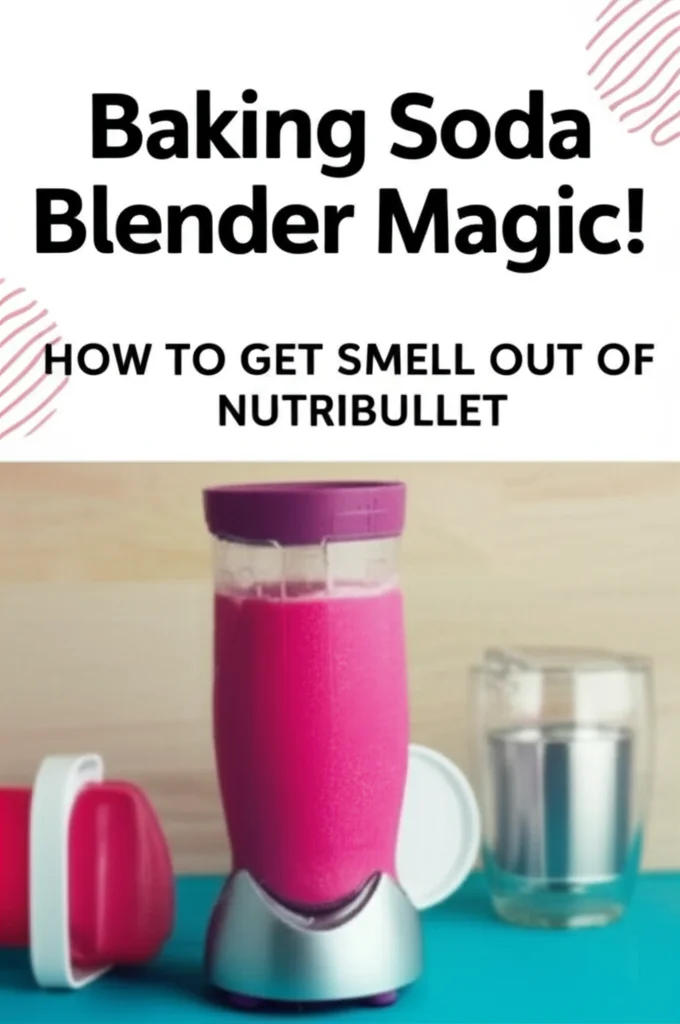 Baking Soda
Blender Magic!
HOW TO GET SMELL OUT OF
NUTRIBULLET